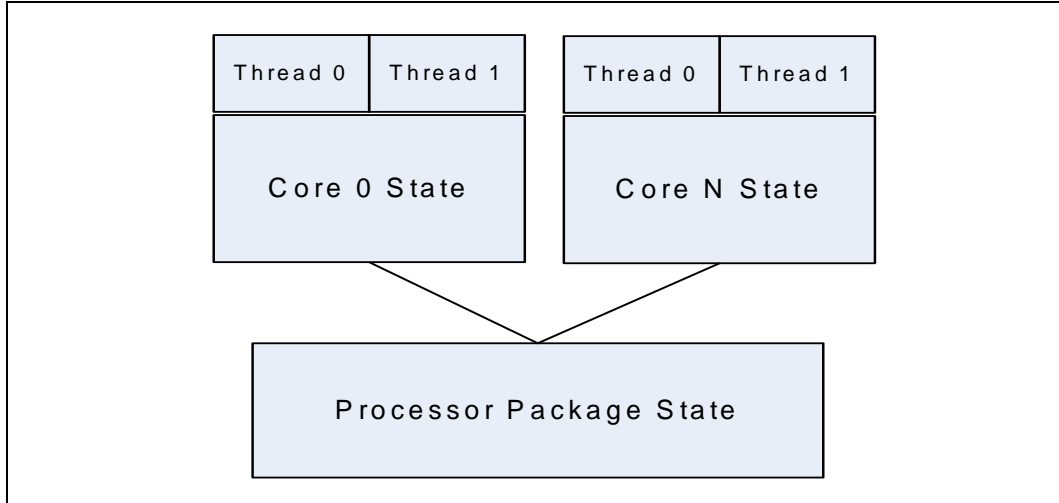 Thread 0 Thread 1 Thread 0 Thread 1
Core 0 State Core N State
Processor Package State